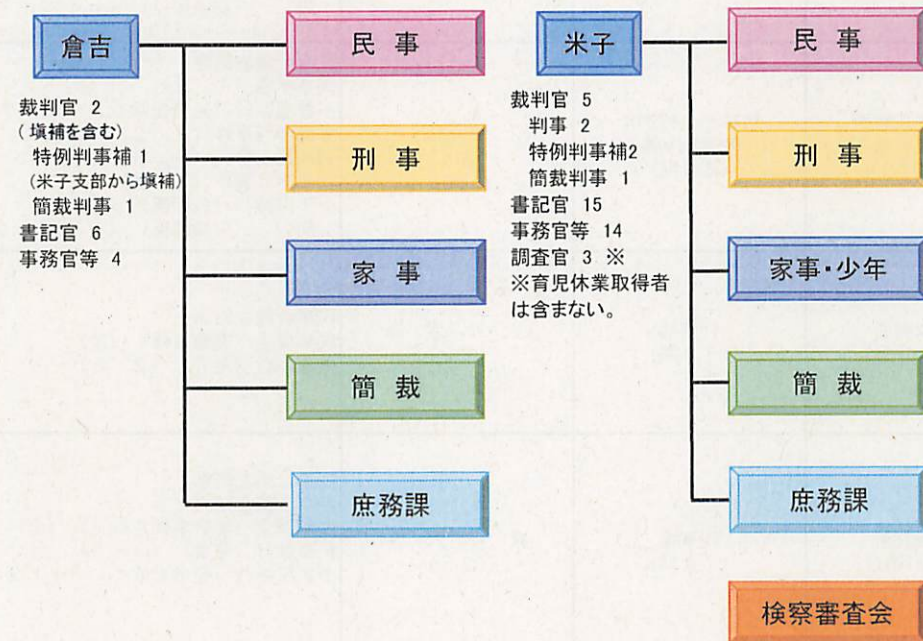 倉吉
裁判官 2
(填補を含む)
特例判事補 1
(米子支部から填補)
簡裁判事 1
書記官 6
事務官等 4
民 事
刑 事
家 事
簡 裁
庶務課
米子
裁判官 5
判事 2
特例判事補2
簡裁判事 1
書記官 15
事務官等 14
調査官 3 ※
※育児休業取得者
は含まない。
民 事
刑 事
家事・少年
簡 裁
庶務課
検察審査会